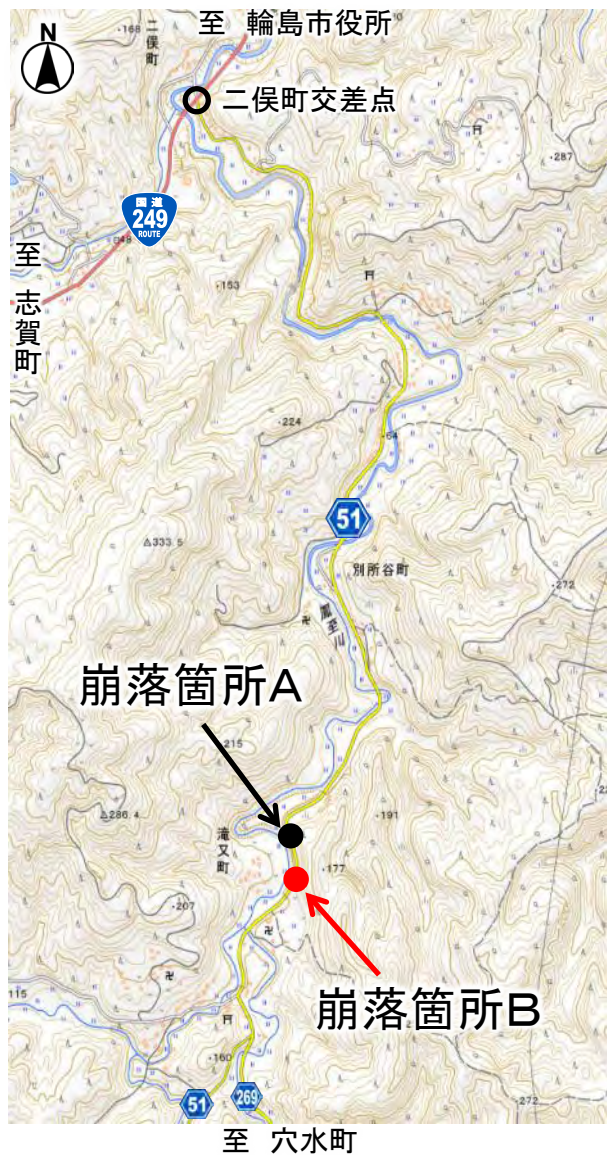 N
至 輪島市役所
・168
二俣町
二俣町交差点
・287
国道
249
ROUTE
至 志賀町
・153
・224
・64
51
△333.5
別所谷町
・272
鳳至川
崩落箇所A
・215
△286.4
・191
滝又町
・177
・207
崩落箇所B
115
・160
51
269
・272
至 穴水町